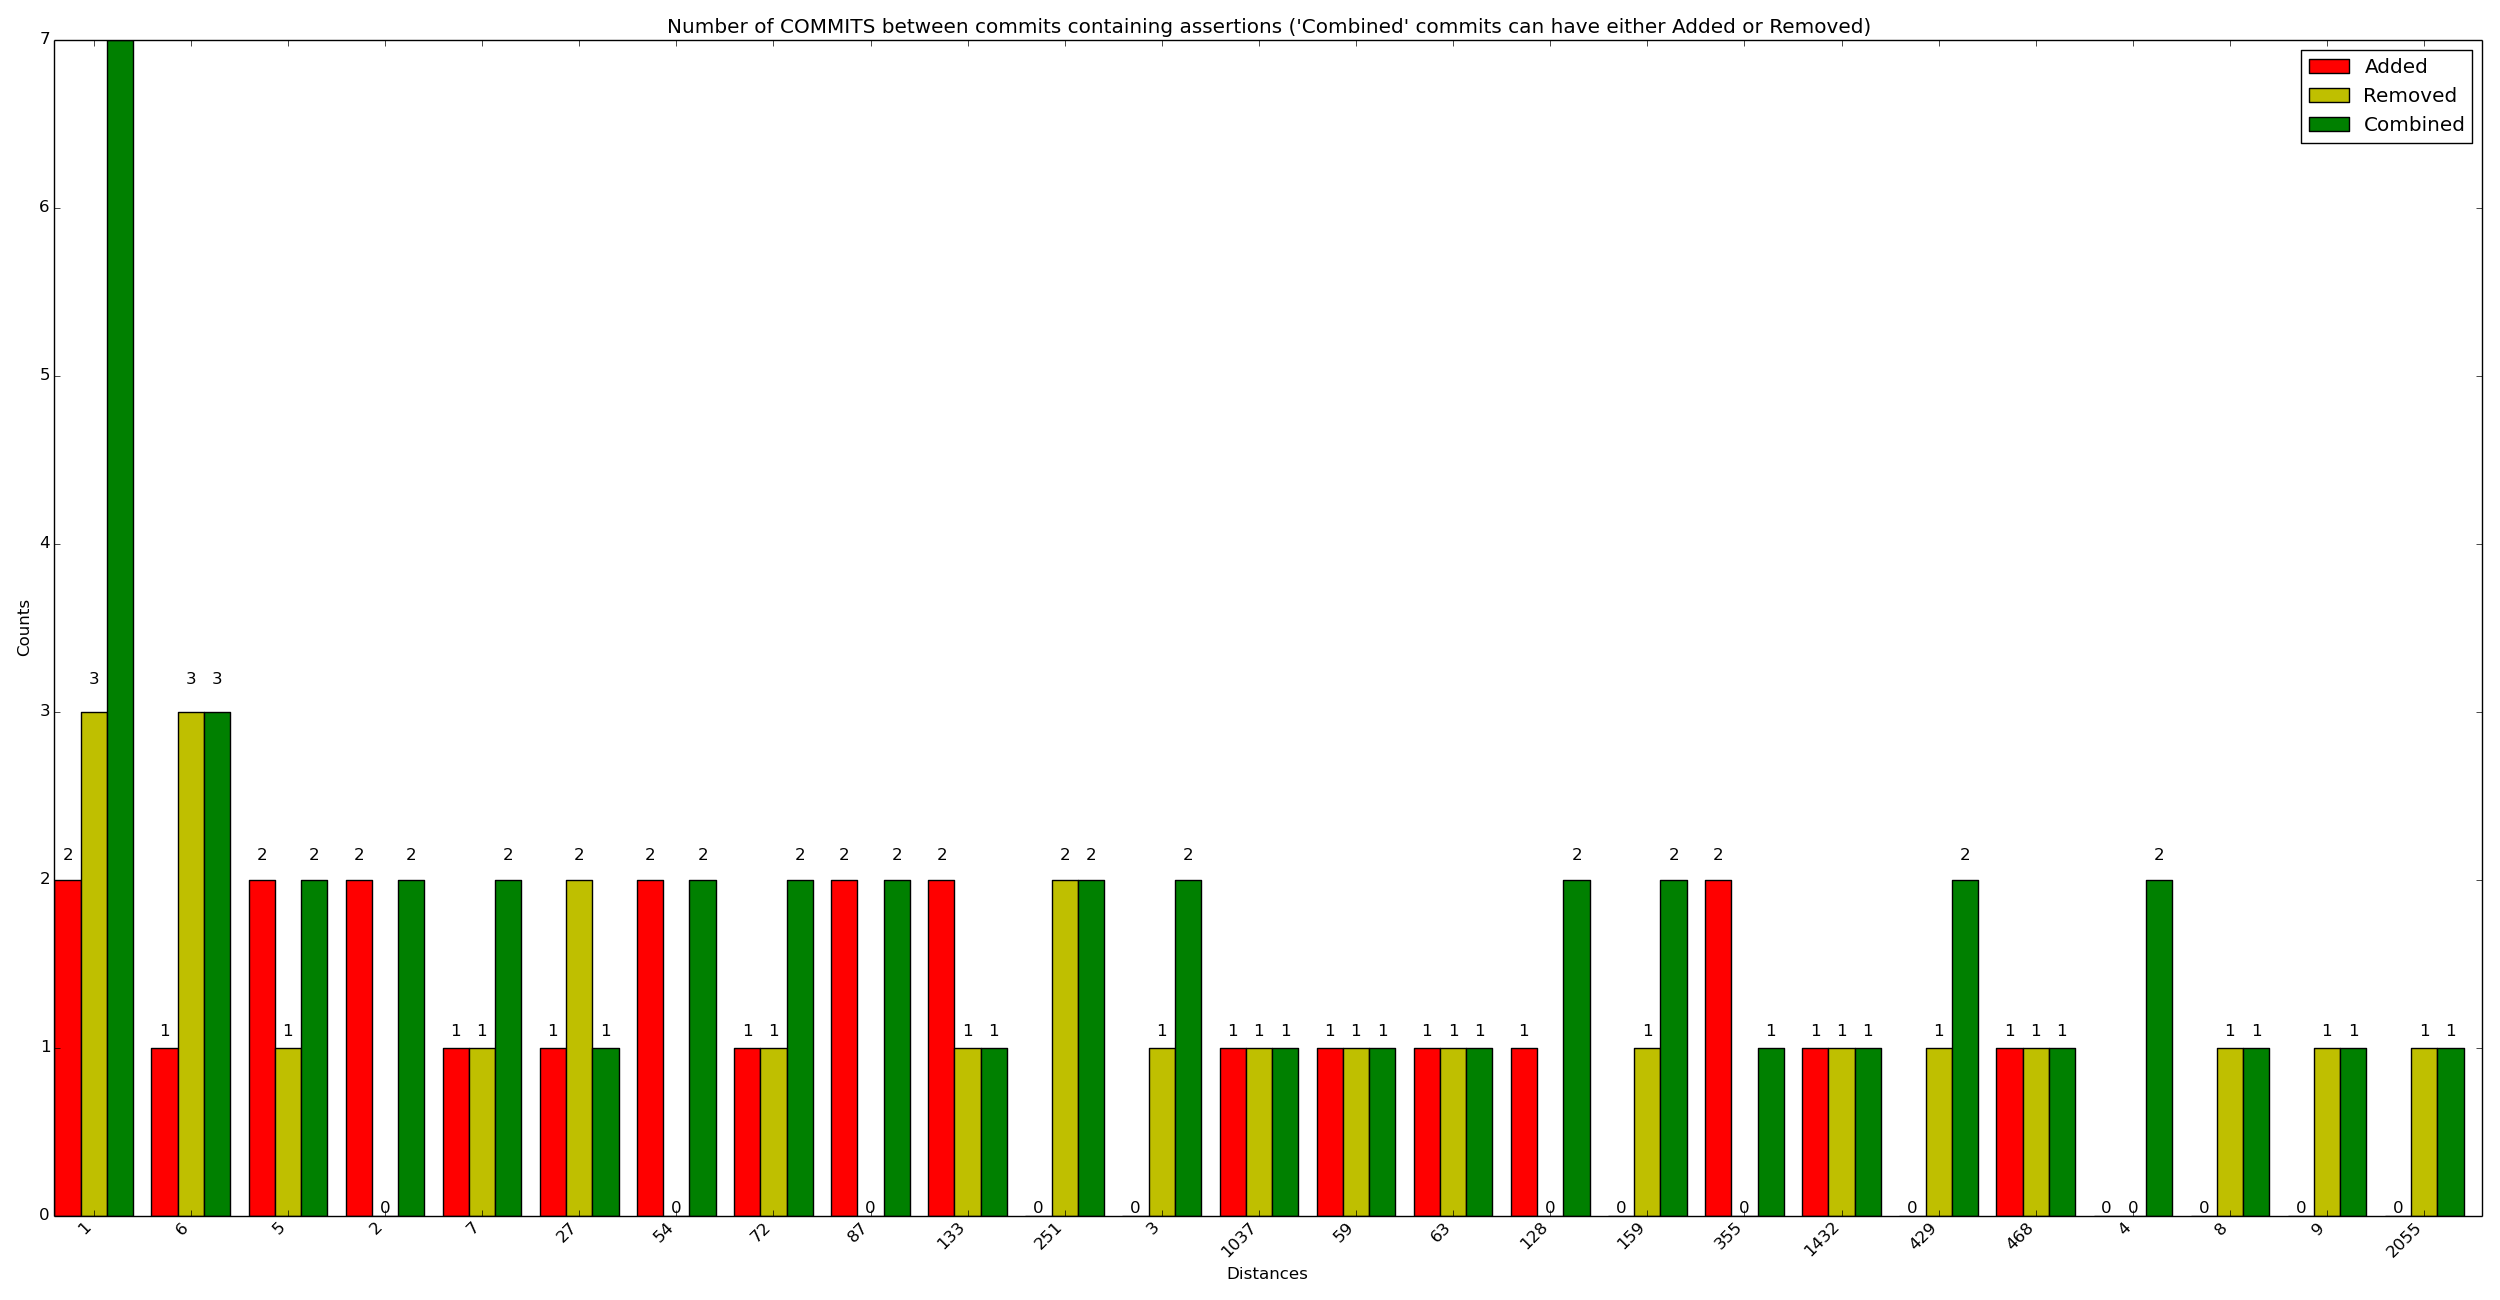 Number of COMMITS between commits containing assertions ('Combined' commits can have either Added or Removed)
Added
Removed
Combined
7
6
5
4
3
2
1
0
Counts
2 3
1 3 3
2 1 2
2 0 2
1 1 2
1 2 1
2 0 2
1 1 2
2 0 2
2 1 1
0 2 2
0 1 2
1 1 1
1 1 1
1 1 1
1 0 2
0 1 2
2 0 1
1 1 1
0 1 2
1 1 1
0 0 2
0 1 1
0 1 1
0 1 1
1 6 5 2 7 27 54 72 87 133 251 3 1037 59 63 128 159 355 1432 429 468 4 8 9 2055
Distances